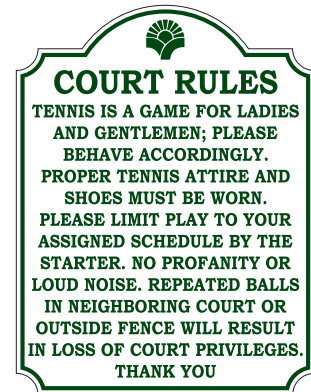 COURT RULES
TENNIS IS A GAME FOR LADIES
AND GENTLEMEN; PLEASE
BEHAVE ACCORDINGLY.
PROPER TENNIS ATTIRE AND
SHOES MUST BE WORN.
PLEASE LIMIT PLAY TO YOUR
ASSIGNED SCHEDULE BY THE
STARTER. NO PROFANITY OR
LOUD NOISE. REPEATED BALLS
IN NEIGHBORING COURT OR
OUTSIDE FENCE WILL RESULT
IN LOSS OF COURT PRIVILEGES.
THANK YOU